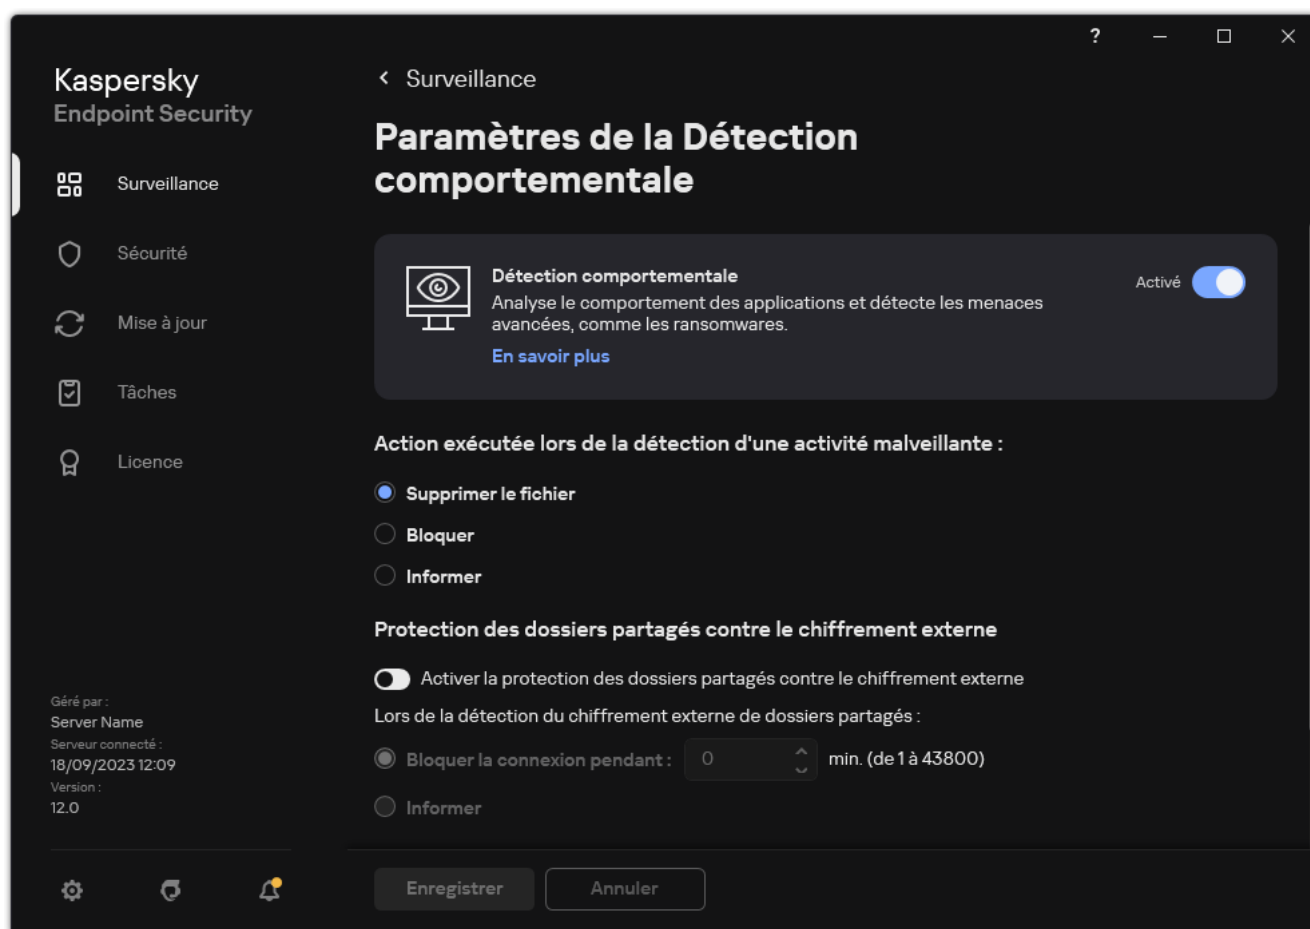 ?
Kaspersky
Endpoint Security
Surveillance
Sécurité
Mise à jour
Tâches
Licence
Géré par :
Server Name
Serveur connecté :
18/09/2023 12:09
Version :
12.0
Surveillance
Paramètres de la Détection
comportementale
Détection comportementale
Analyse le comportement des applications et détecte les menaces
avancées, comme les ransomwares.
En savoir plus
Activé
Action exécutée lors de la détection d'une activité malveillante :
Supprimer le fichier
Bloquer
Informer
Protection des dossiers partagés contre le chiffrement externe
Activer la protection des dossiers partagés contre le chiffrement externe
Lors de la détection du chiffrement externe de dossiers partagés :
Bloquer la connexion pendant : 0 min. (de 1 à 43800)
Informer
Enregistrer Annuler